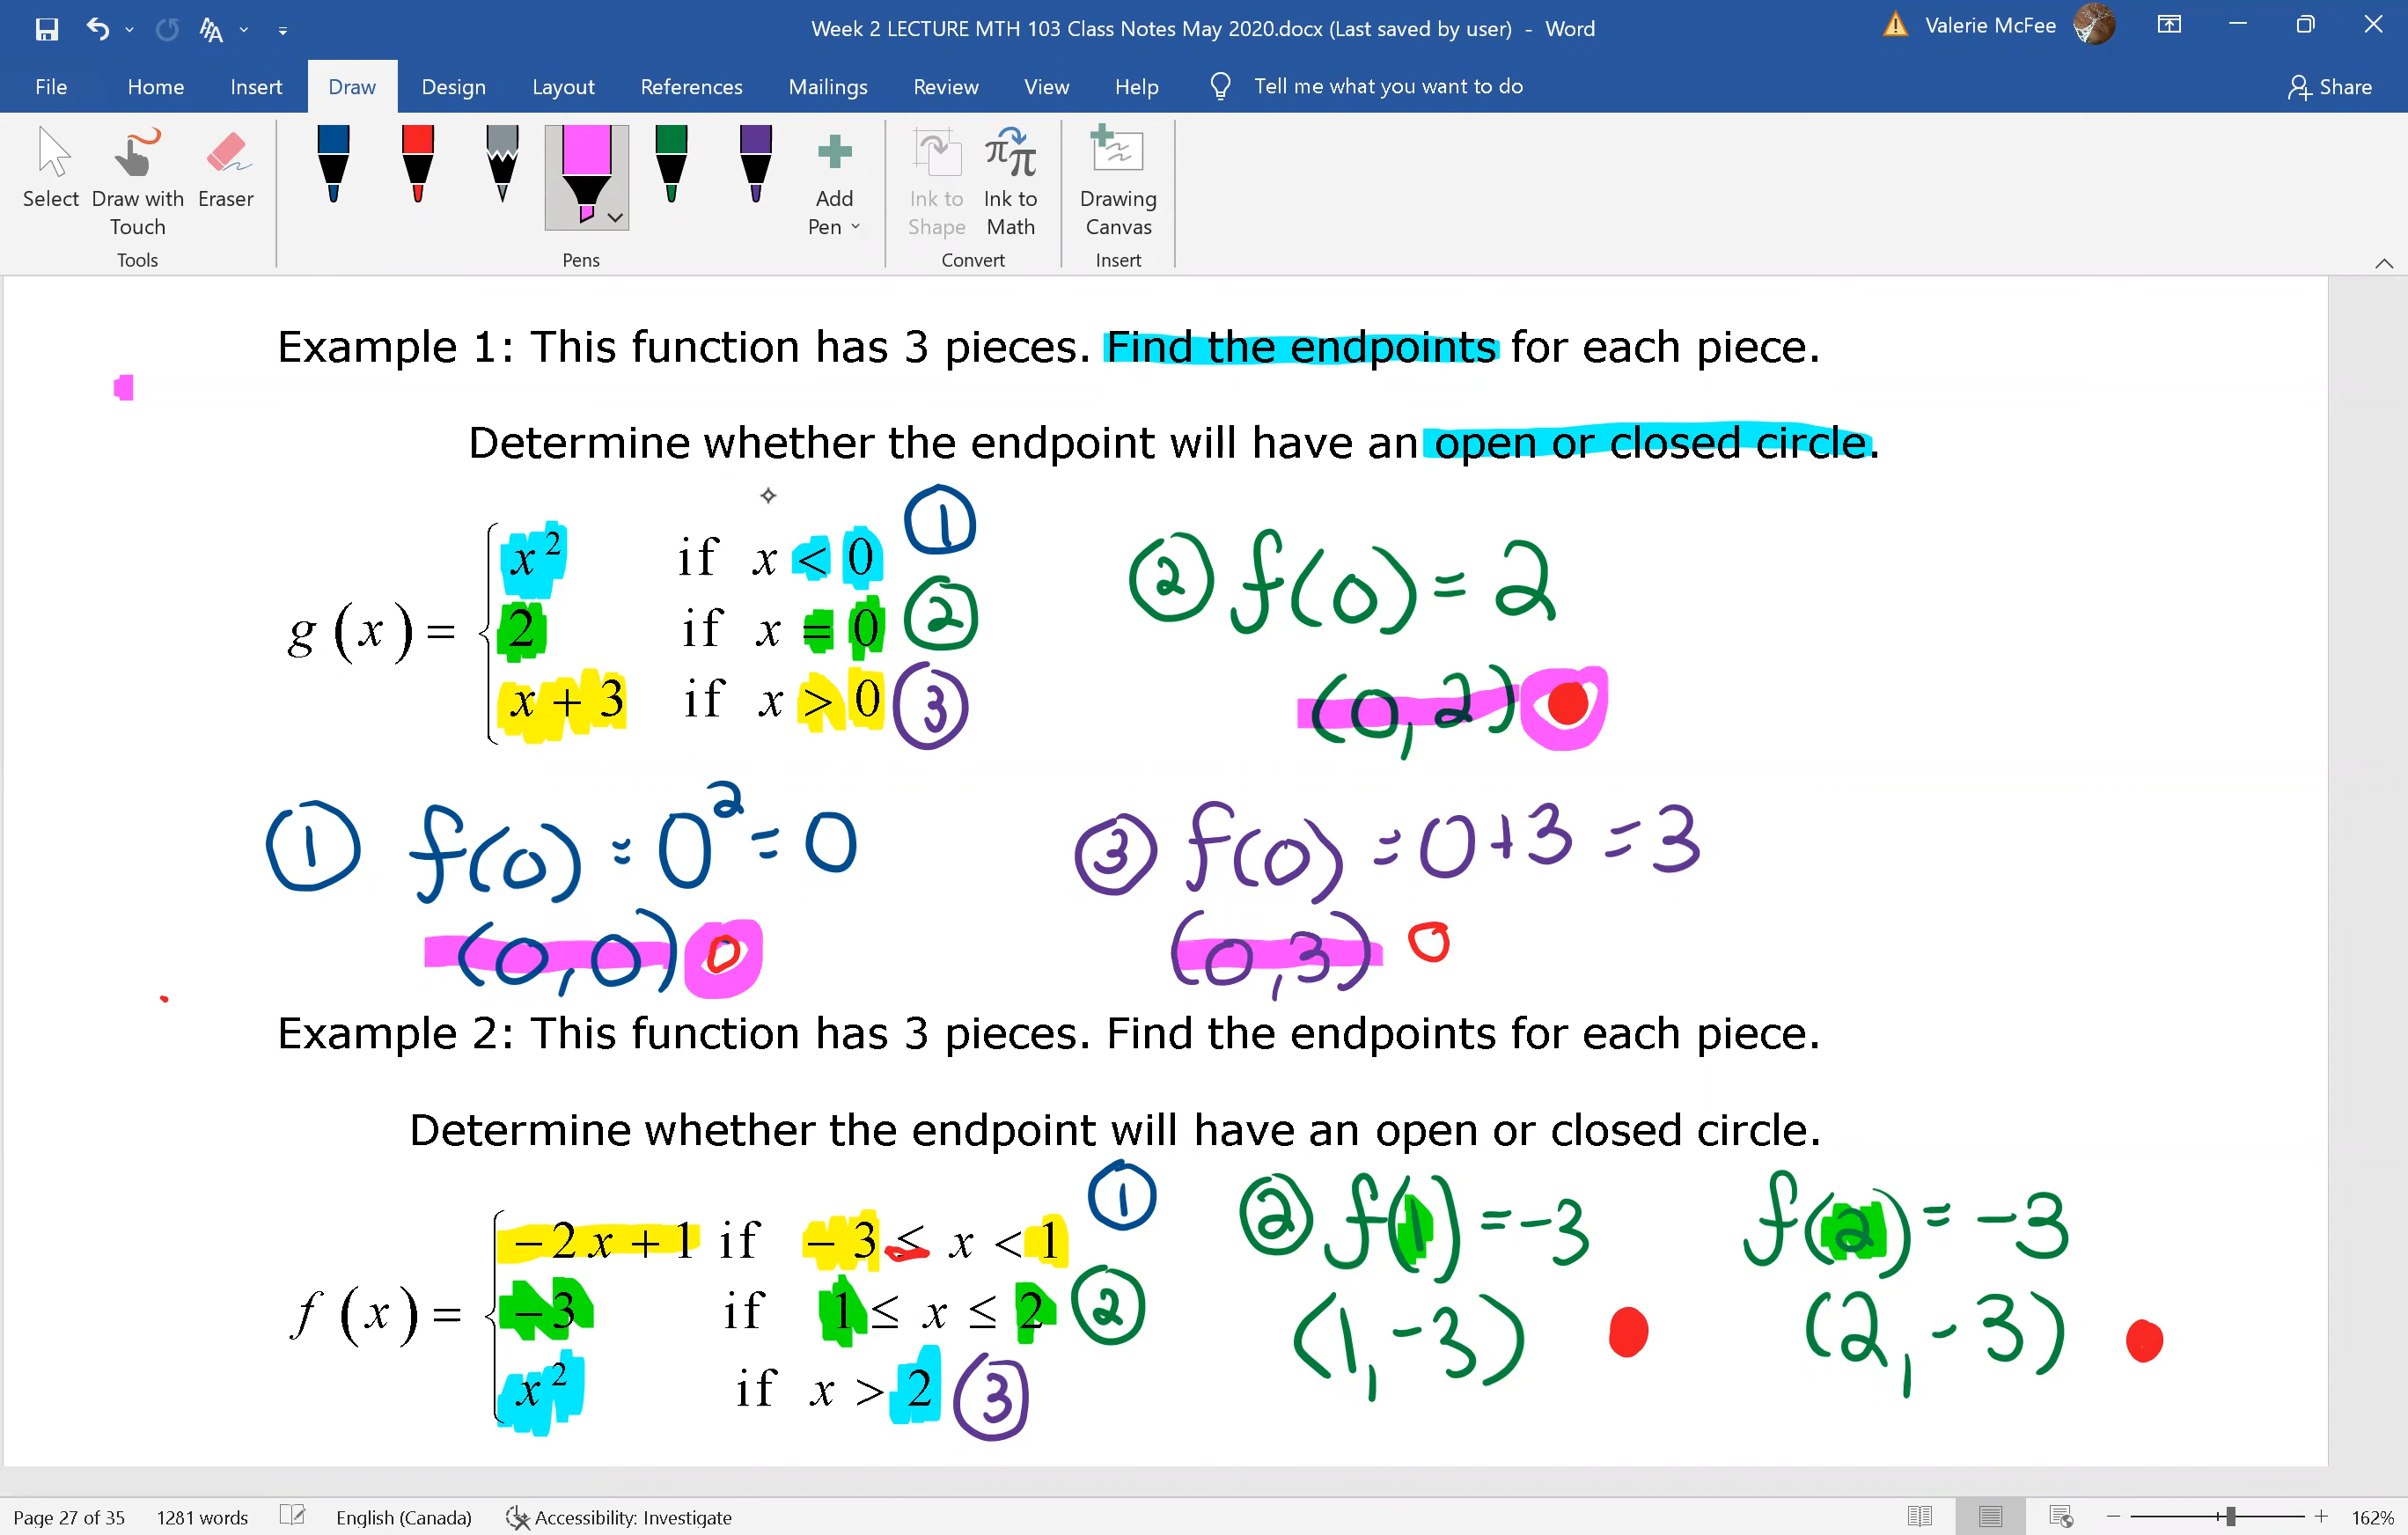 Week 2 LECTURE MTH 103 Class Notes May 2020.docx (Last saved by user) - Word
Valerie McFee
File Home Insert Draw Design Layout References Mailings Review View Help Tell me what you want to do Share
Select Draw with Touch Eraser Add Pen Ink to Shape Ink to Math Drawing Canvas
Tools Pens Convert Insert
Example 1: This function has 3 pieces. Find the endpoints for each piece.
Determine whether the endpoint will have an open or closed circle.
g(x) = { x² if x < 0 ①
2 if x = 0 ②
x + 3 if x > 0 ③
② f(0) = 2
(0,2)
① f(0) = 0² = 0
(0,0)
③ f(0) = 0+3 = 3
(0,3)
Example 2: This function has 3 pieces. Find the endpoints for each piece.
Determine whether the endpoint will have an open or closed circle.
f(x) = { −2x + 1 if −3 ≤ x < 1 ①
−3 if 1 ≤ x ≤ 2 ②
x² if x > 2 ③
② f(1) = −3 f(2) = −3
(1,−3) (2,−3)
Page 27 of 35 1281 words English (Canada) Accessibility: Investigate 162%